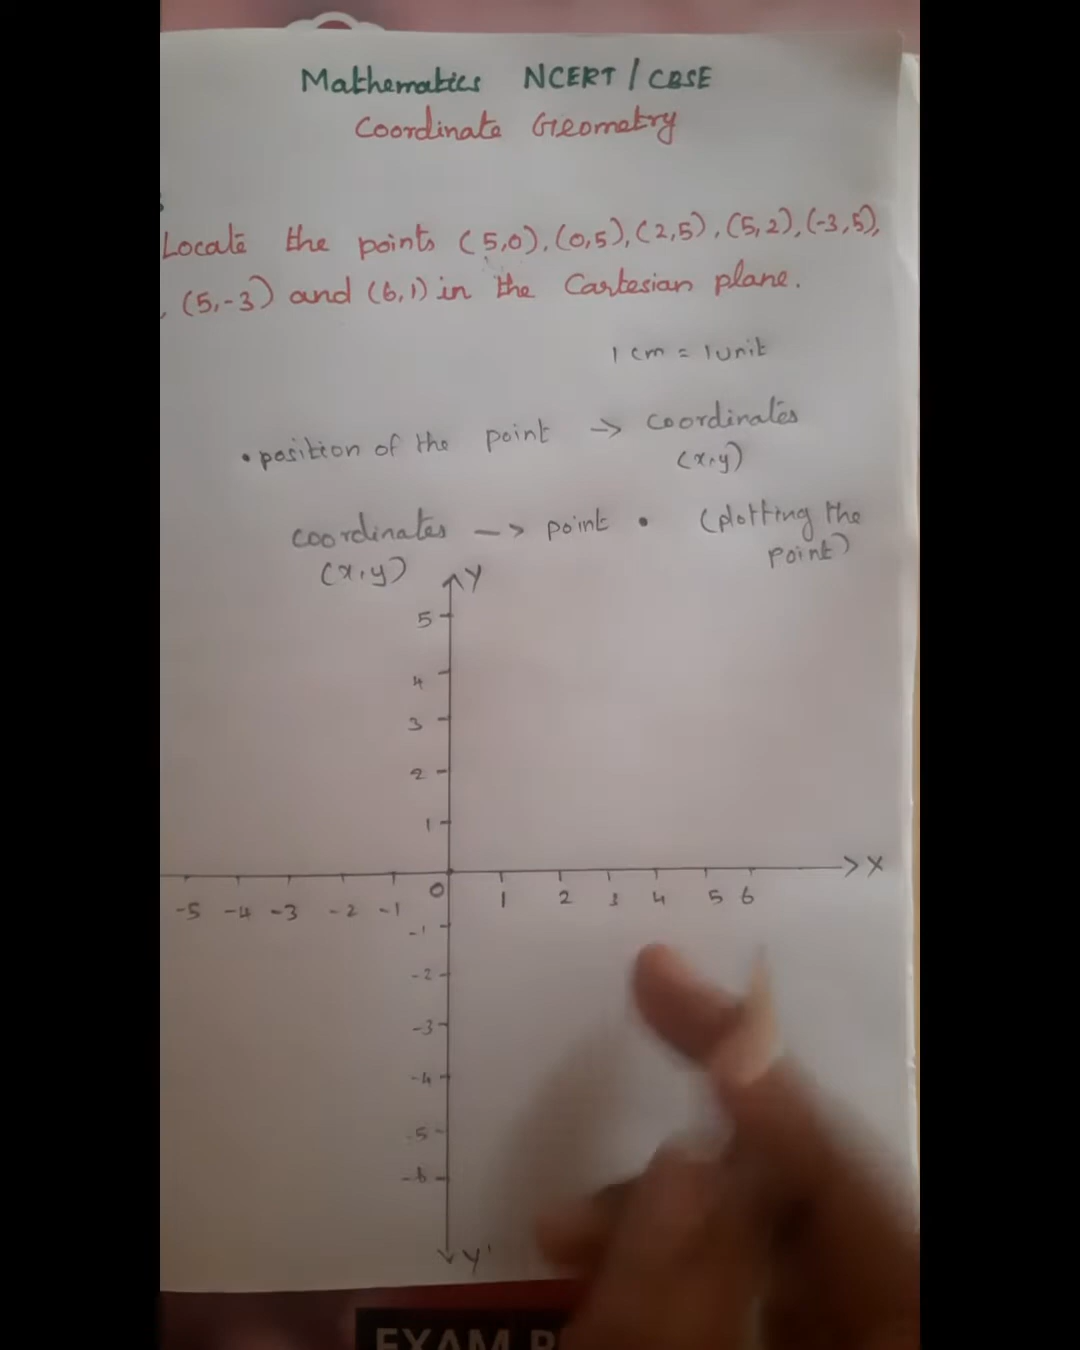 Mathematics NCERT / CBSE
Coordinate Geometry
Locate the points (5,0), (0,5), (2,5), (5,2), (-3,5),
(5,-3) and (6,1) in the Cartesian plane.
1 cm = 1 unit
• position of the point -> coordinates
(x,y)
coordinates --> point • (plotting the
point)
(x,y)
Y
5
4
3
2
1
X
-5 -4 -3 -2 -1 0 1 2 3 4 5 6
-1
-2
-3
-4
-5
-6
Y'
EXAM